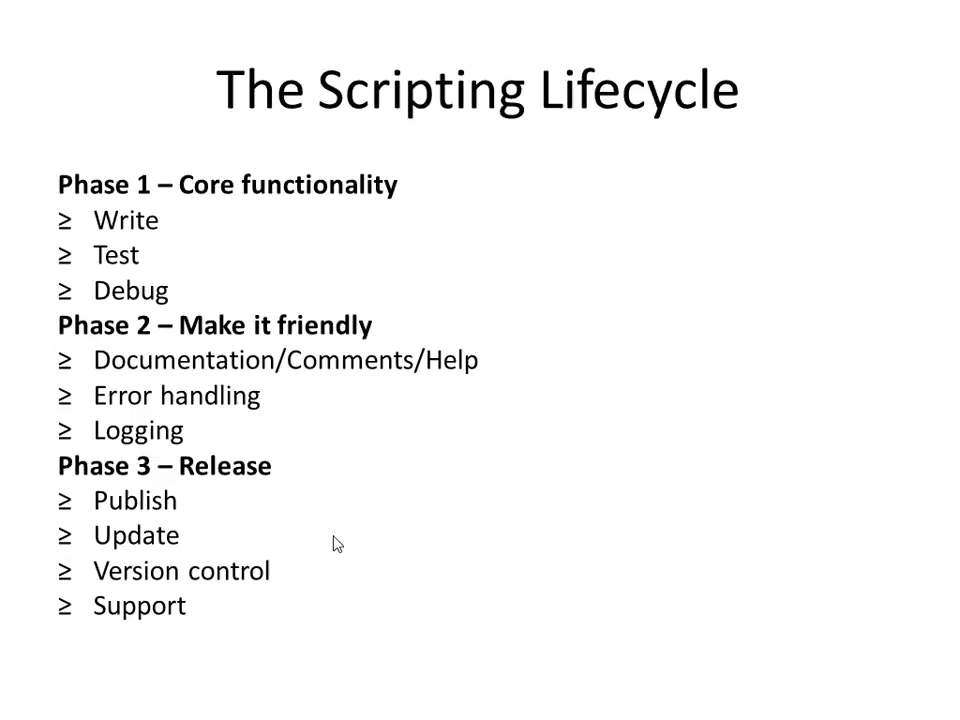 The Scripting Lifecycle
Phase 1 – Core functionality
≥ Write
≥ Test
≥ Debug
Phase 2 – Make it friendly
≥ Documentation/Comments/Help
≥ Error handling
≥ Logging
Phase 3 – Release
≥ Publish
≥ Update
≥ Version control
≥ Support